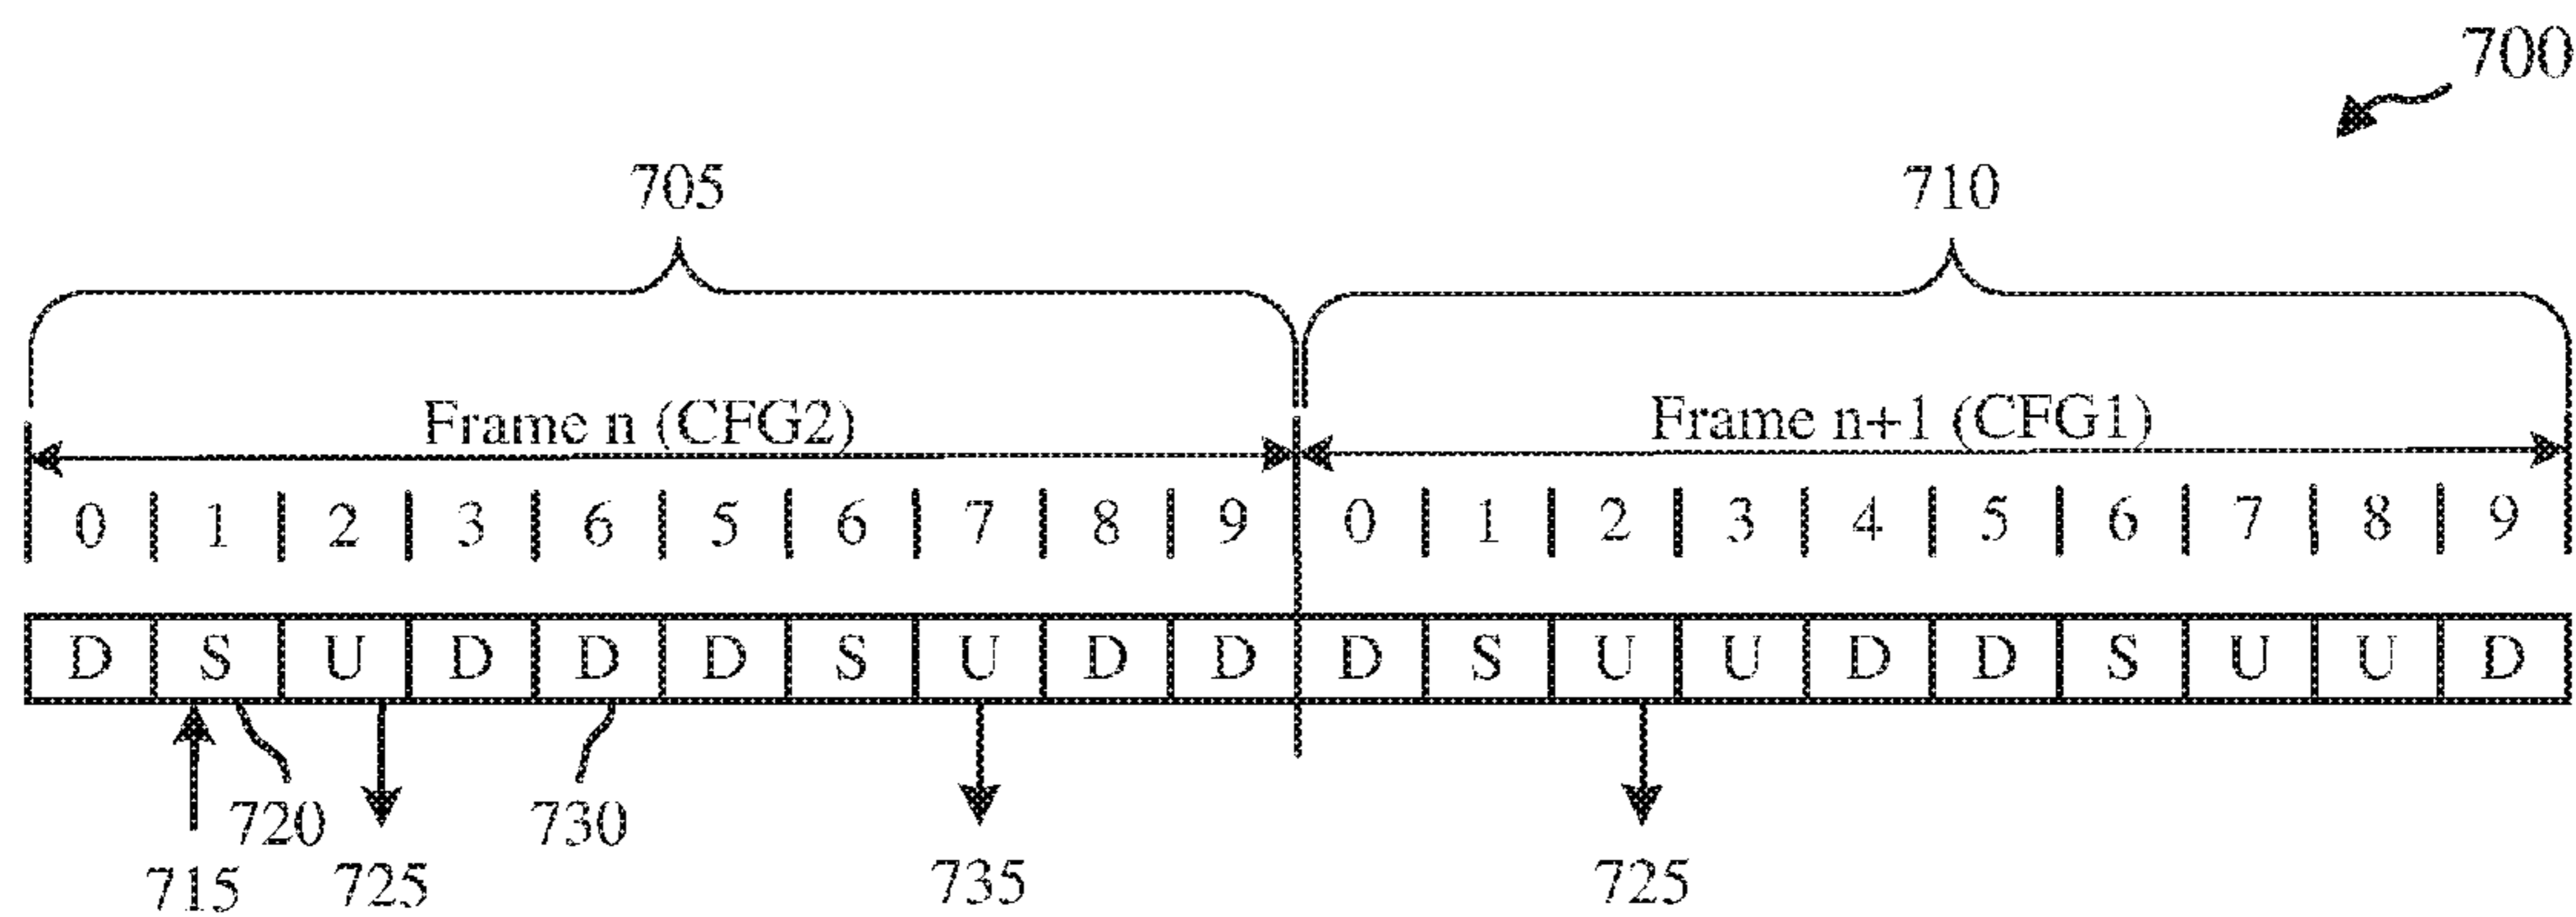 700
705 710
Frame n (CFG2) Frame n+1 (CFG1)
0 1 2 3 6 5 6 7 8 9 0 1 2 3 4 5 6 7 8 9
D S U D D D S U D D D S U U D D S U U D
720 730
715 725 735 725